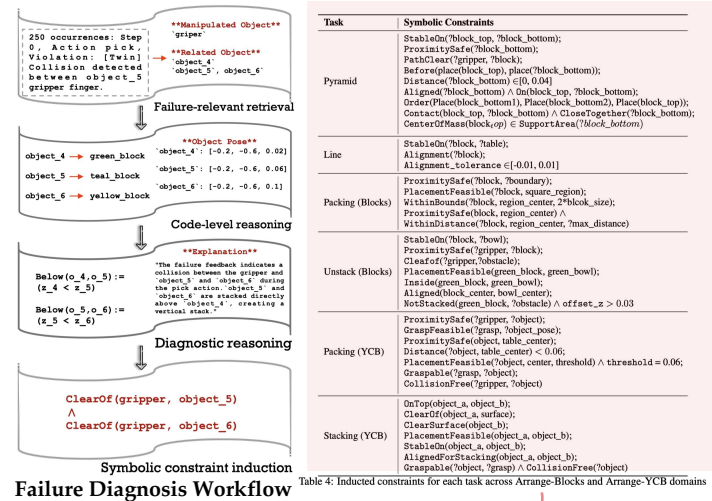 250 occurrences: Step
0, Action pick,
Violation: [Twin]
Collision detected
between object_5
gripper finger.
**Manipulated Object**
`griper`
**Related Object**
`object_4`
`object_5`, object_6`
Failure-relevant retrieval
object_4 → green_block
object_5 → teal_block
object_6 → yellow_block
**Object Pose**
`object_4`: [-0.2, -0.6, 0.02]
`object_5`: [-0.2, -0.6, 0.06]
`object_6`: [-0.2, -0.6, 0.1]
Code-level reasoning
Below(o_4,o_5):=
(z_4 < z_5)
Below(o_5,o_6):=
(z_5 < z_6)
**Explanation**
"The failure feedback indicates a
collision between the gripper and
`object_5` and `object_6` during
the pick action.`object_5` and
`object_6` are stacked directly
above `object_4`, creating a
vertical stack."
Diagnostic reasoning
ClearOf(gripper, object_5)
∧
ClearOf(gripper, object_6)
Symbolic constraint induction
Failure Diagnosis Workflow
Task Symbolic Constraints
Pyramid
StableOn(?block_top, ?block_bottom);
ProximitySafe(?block_bottom);
PathClear(?gripper, ?block);
Before(place(block_top), place(?block_bottom));
Distance(?block_bottom) ∈[0, 0.04]
Aligned(?block_bottom) ∧ On(block_top, ?block_bottom);
Order(Place(block_bottom1), Place(block_bottom2), Place(block_top));
Contact(block_top, ?block_bottom) ∧ CloseTogether(?block_bottom);
CenterOfMass(block_top) ∈ SupportArea(?block_bottom)
Line
StableOn(?block, ?table);
Alignment(?block);
Alignment_tolerance ∈[-0.01, 0.01]
Packing (Blocks)
ProximitySafe(?block, ?boundary);
PlacementFeasible(?block, square_region);
WithinBounds(?block, region_center, 2*blcok_size);
ProximitySafe(block, region_center) ∧
WithinDistance(?block, region_center, ?max_distance)
Unstack (Blocks)
StableOn(?block, ?bowl);
ProximitySafe(?gripper, ?block);
Cleafof(?gripper,?obstacle);
PlacementFeasible(green_block, green_bowl);
Inside(green_block, green_bowl);
Aligned(block_center, bowl_center);
NotStacked(green_block, ?obstacle) ∧ offset_z > 0.03
Packing (YCB)
ProximitySafe(?gripper, ?object);
GraspFeasible(?grasp, ?object_pose);
ProximitySafe(object, table_center);
Distance(?object, table_center) < 0.06;
PlacementFeasible(?object, center, threshold) ∧ threshold = 0.06;
Graspable(?grasp, ?object);
CollisionFree(?gripper, ?object)
Stacking (YCB)
OnTop(object_a, object_b);
ClearOf(object_a, surface);
ClearSurface(object_b);
PlacementFeasible(object_a, object_b);
StableOn(object_a, object_b);
AlignedForStacking(object_a, object_b);
Graspable(?object, ?grasp) ∧ CollisionFree(?object)
Table 4: Inducted constraints for each task across Arrange-Blocks and Arrange-YCB domains